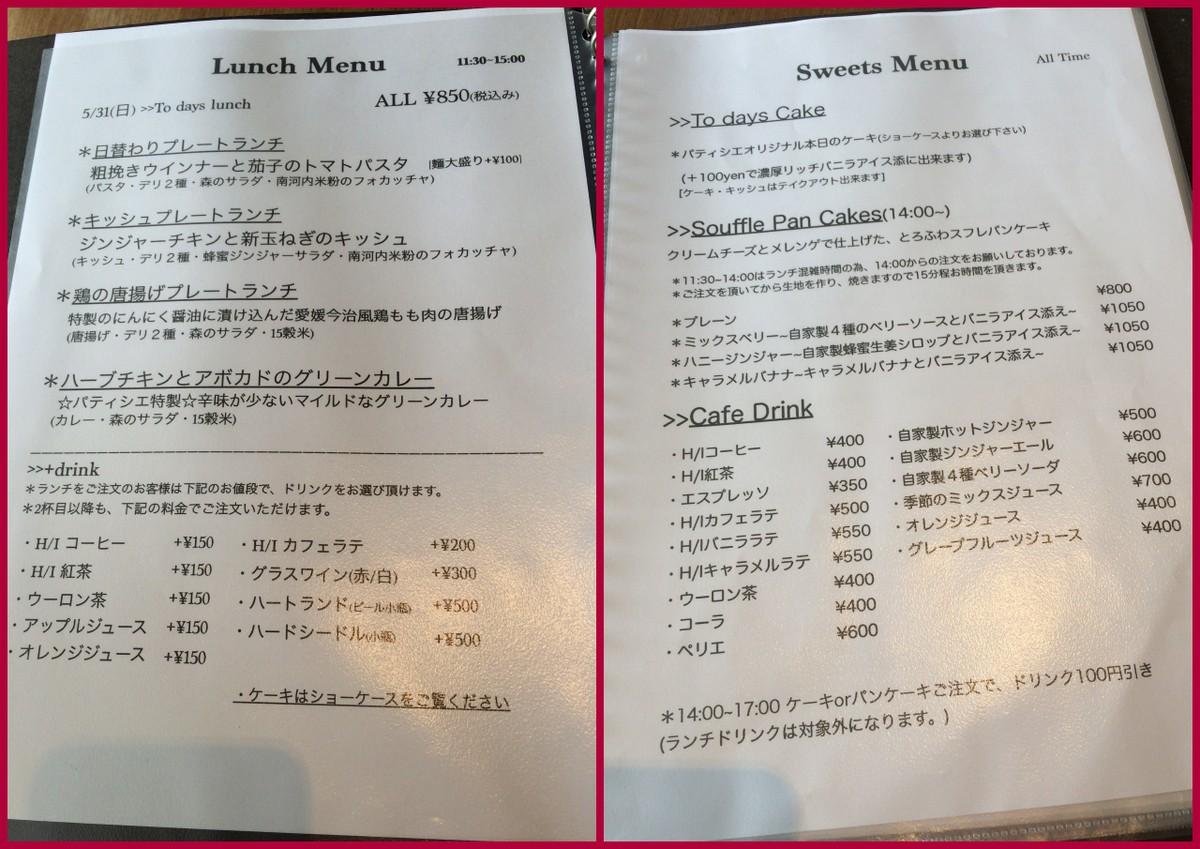 Lunch Menu 11:30~15:00
5/31(日) >>To days lunch ALL ¥850(税込み)
＊日替わりプレートランチ
粗挽きウインナーと茄子のトマトパスタ [麺大盛り+¥100]
(パスタ・デリ２種・森のサラダ・南河内米粉のフォカッチャ)
＊キッシュプレートランチ
ジンジャーチキンと新玉ねぎのキッシュ
(キッシュ・デリ２種・蜂蜜ジンジャーサラダ・南河内米粉のフォカッチャ)
＊鶏の唐揚げプレートランチ
特製のにんにく醤油に漬け込んだ愛媛今治風鶏もも肉の唐揚げ
(唐揚げ・デリ２種・森のサラダ・15穀米)
＊ハーブチキンとアボカドのグリーンカレー
☆パティシエ特製☆辛味が少ないマイルドなグリーンカレー
(カレー・森のサラダ・15穀米)
>>+drink
＊ランチをご注文のお客様は下記のお値段で、ドリンクをお選び頂けます。
＊2杯目以降も、下記の料金でご注文いただけます。
・H/I コーヒー +¥150
・H/I 紅茶 +¥150
・ウーロン茶 +¥150
・アップルジュース +¥150
・オレンジジュース +¥150
・H/I カフェラテ +¥200
・グラスワイン(赤/白) +¥300
・ハートランド(ビール小瓶) +¥500
・ハードシードル(小瓶) +¥500
・ケーキはショーケースをご覧ください
Sweets Menu All Time
>>To days Cake
＊パティシエオリジナル本日のケーキ(ショーケースよりお選び下さい)
(＋100yenで濃厚リッチバニラアイス添に出来ます)
[ケーキ・キッシュはテイクアウト出来ます]
>>Souffle Pan Cakes(14:00~)
クリームチーズとメレンゲで仕上げた、とろふわスフレパンケーキ
＊11:30~14:00はランチ混雑時間の為、14:00からの注文をお願しております。
＊ご注文を頂いてから生地を作り、焼きますので15分程お時間を頂きます。
＊プレーン ¥800
＊ミックスベリー~自家製４種のベリーソースとバニラアイス添え~ ¥1050
＊ハニージンジャー~自家製蜂蜜生姜シロップとバニラアイス添え~ ¥1050
＊キャラメルバナナ~キャラメルバナナとバニラアイス添え~ ¥1050
>>Cafe Drink
・H/Iコーヒー ¥400
・H/I紅茶 ¥400
・エスプレッソ ¥350
・H/Iカフェラテ ¥500
・H/Iバニララテ ¥550
・H/Iキャラメルラテ ¥550
・ウーロン茶 ¥400
・コーラ ¥400
・ペリエ ¥600
・自家製ホットジンジャー ¥500
・自家製ジンジャーエール ¥600
・自家製４種ベリーソーダ ¥600
・季節のミックスジュース ¥700
・オレンジジュース ¥400
・グレープフルーツジュース ¥400
＊14:00~17:00 ケーキorパンケーキご注文で、ドリンク100円引き
(ランチドリンクは対象外になります。)